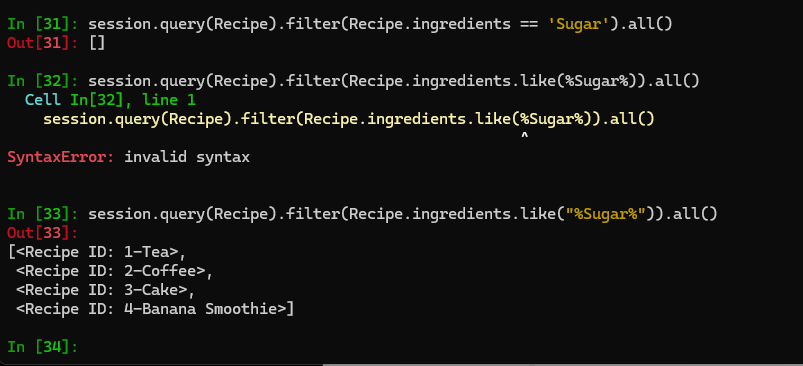 In [31]: session.query(Recipe).filter(Recipe.ingredients == 'Sugar').all()
Out[31]: []
In [32]: session.query(Recipe).filter(Recipe.ingredients.like(%Sugar%)).all()
Cell In[32], line 1
session.query(Recipe).filter(Recipe.ingredients.like(%Sugar%)).all()
^
SyntaxError: invalid syntax
In [33]: session.query(Recipe).filter(Recipe.ingredients.like("%Sugar%")).all()
Out[33]:
[<Recipe ID: 1-Tea>,
<Recipe ID: 2-Coffee>,
<Recipe ID: 3-Cake>,
<Recipe ID: 4-Banana Smoothie>]
In [34]: